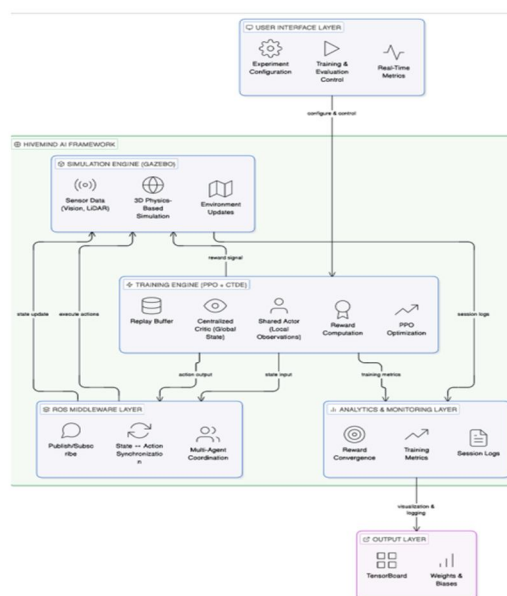 USER INTERFACE LAYER
Experiment
Configuration
Training &
Evaluation
Control
Real-Time
Metrics
configure & control
HIVEMIND AI FRAMEWORK
SIMULATION ENGINE (GAZEBO)
Sensor Data
(Vision, LiDAR)
3D Physics-
Based
Simulation
Environment
Updates
reward signal
state update
execute actions
session logs
TRAINING ENGINE (PPO + CTDE)
Replay Buffer
Centralized
Critic (Global
State)
Shared Actor
(Local
Observations)
Reward
Computation
PPO
Optimization
action output
state input
training metrics
ROS MIDDLEWARE LAYER
Publish/Subsc
ribe
State ↔ Action
Synchronizatio
n
Multi-Agent
Coordination
ANALYTICS & MONITORING LAYER
Reward
Convergence
Training
Metrics
Session Logs
visualization &
logging
OUTPUT LAYER
TensorBoard
Weights &
Biases